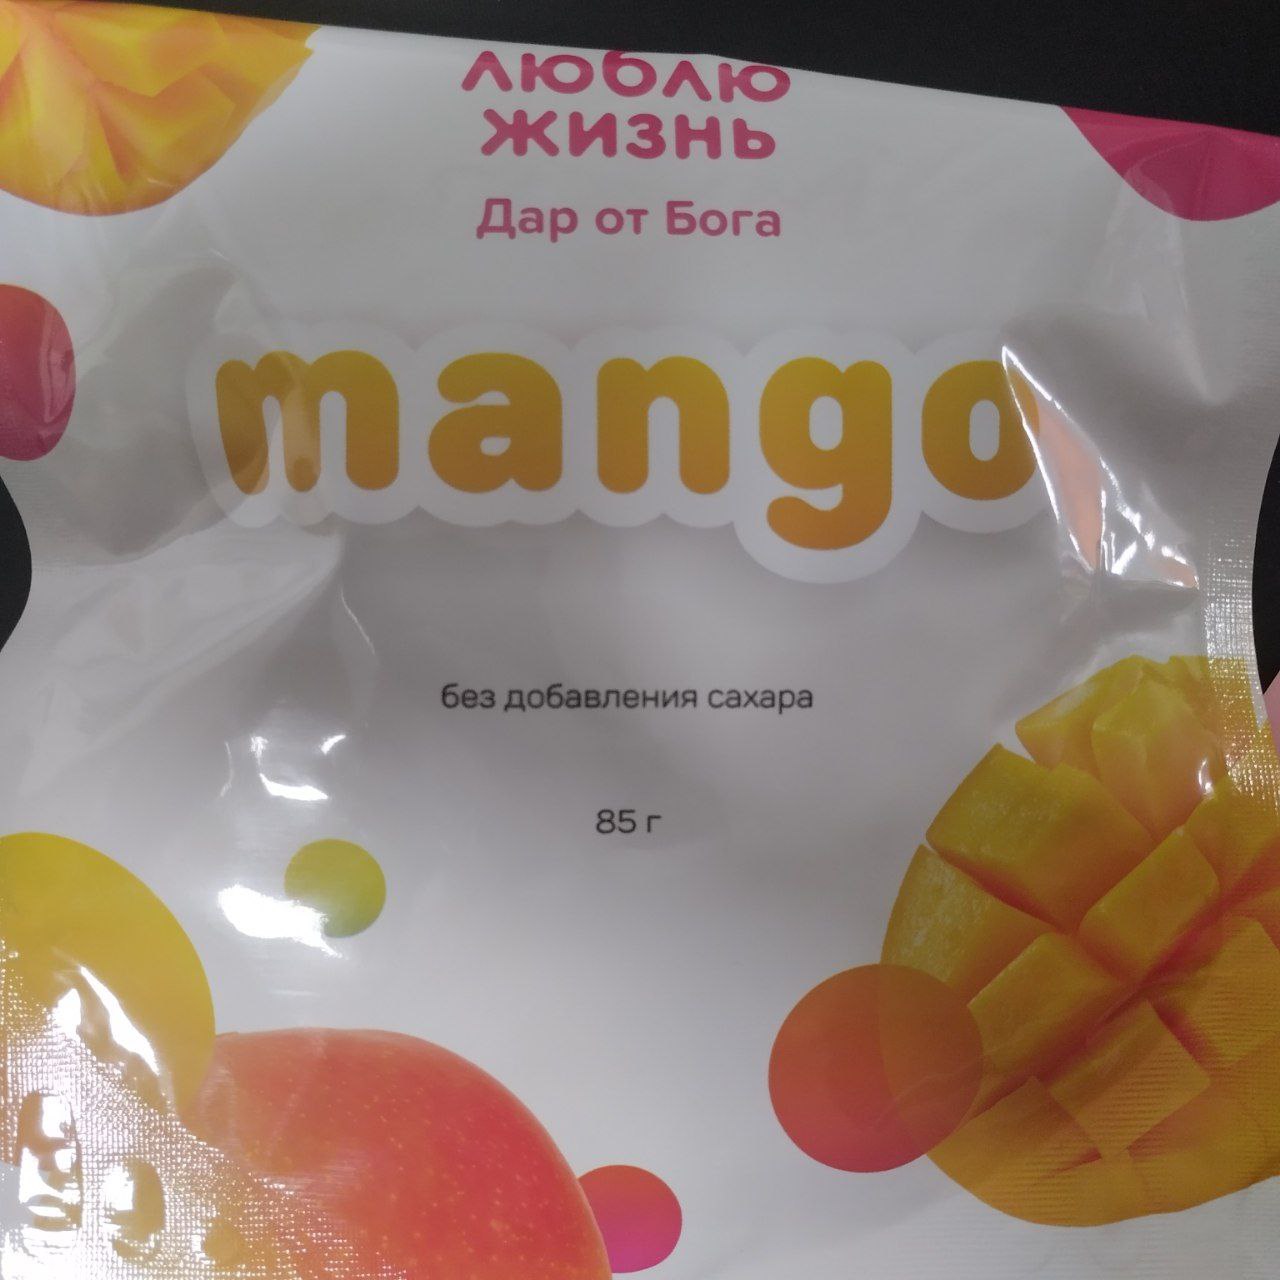 люблю
жизнь
Дар от Бога
mango
без добавления сахара
85 г